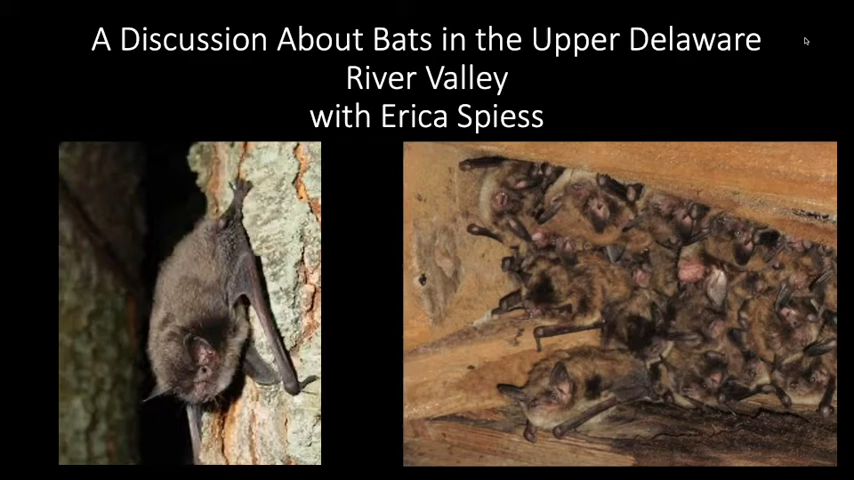 A Discussion About Bats in the Upper Delaware
River Valley
with Erica Spiess